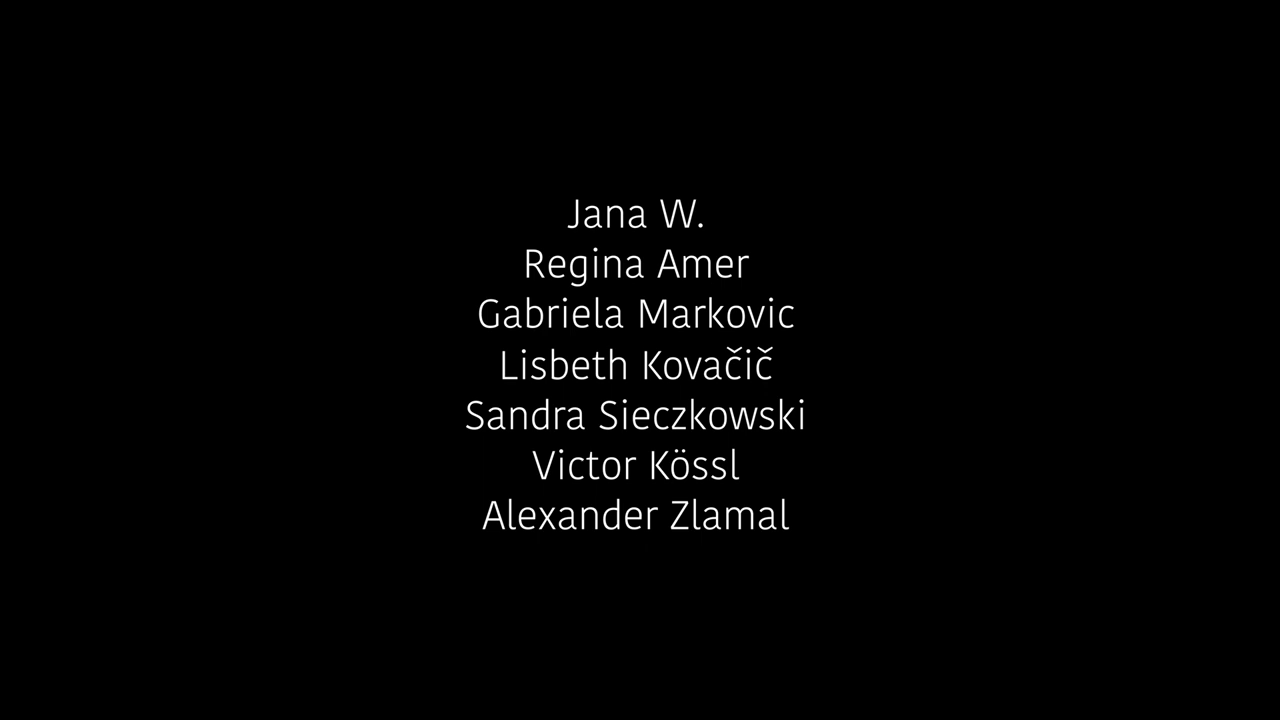 Jana W.
Regina Amer
Gabriela Markovic
Lisbeth Kovačič
Sandra Sieczkowski
Victor Kössl
Alexander Zlamal